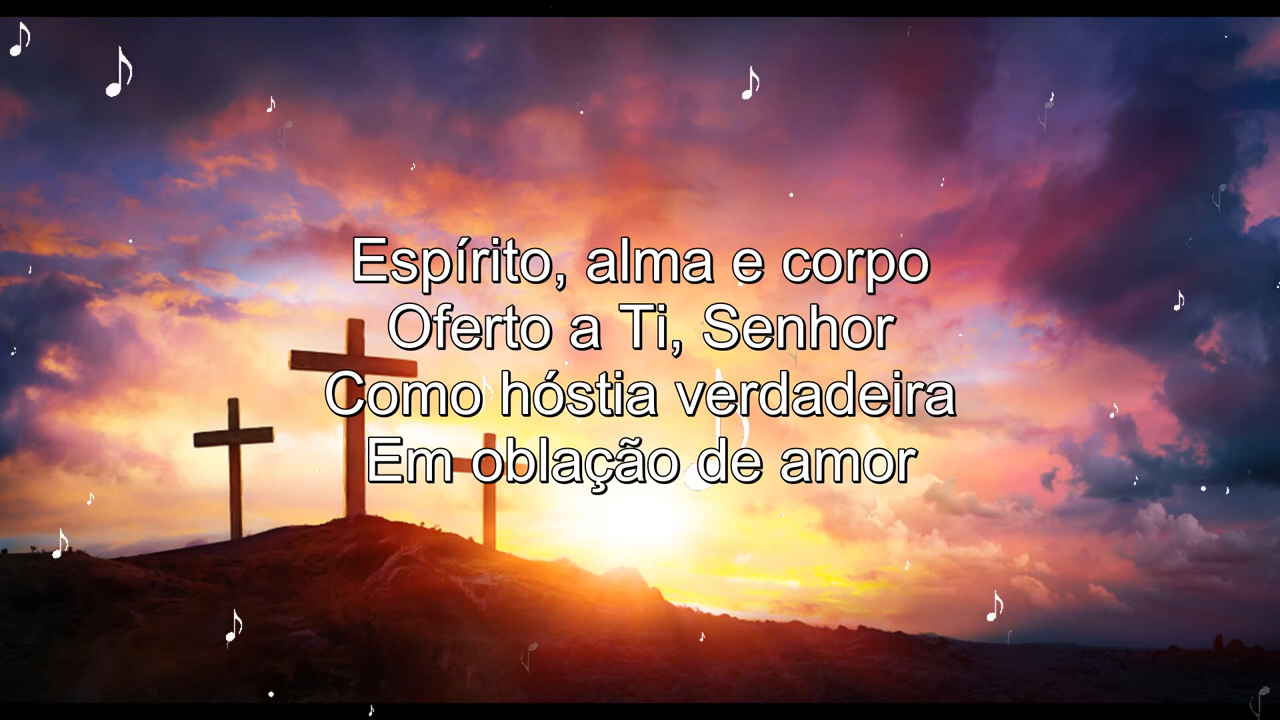 Espírito, alma e corpo
Oferto a Ti, Senhor
Como hóstia verdadeira
Em oblação de amor